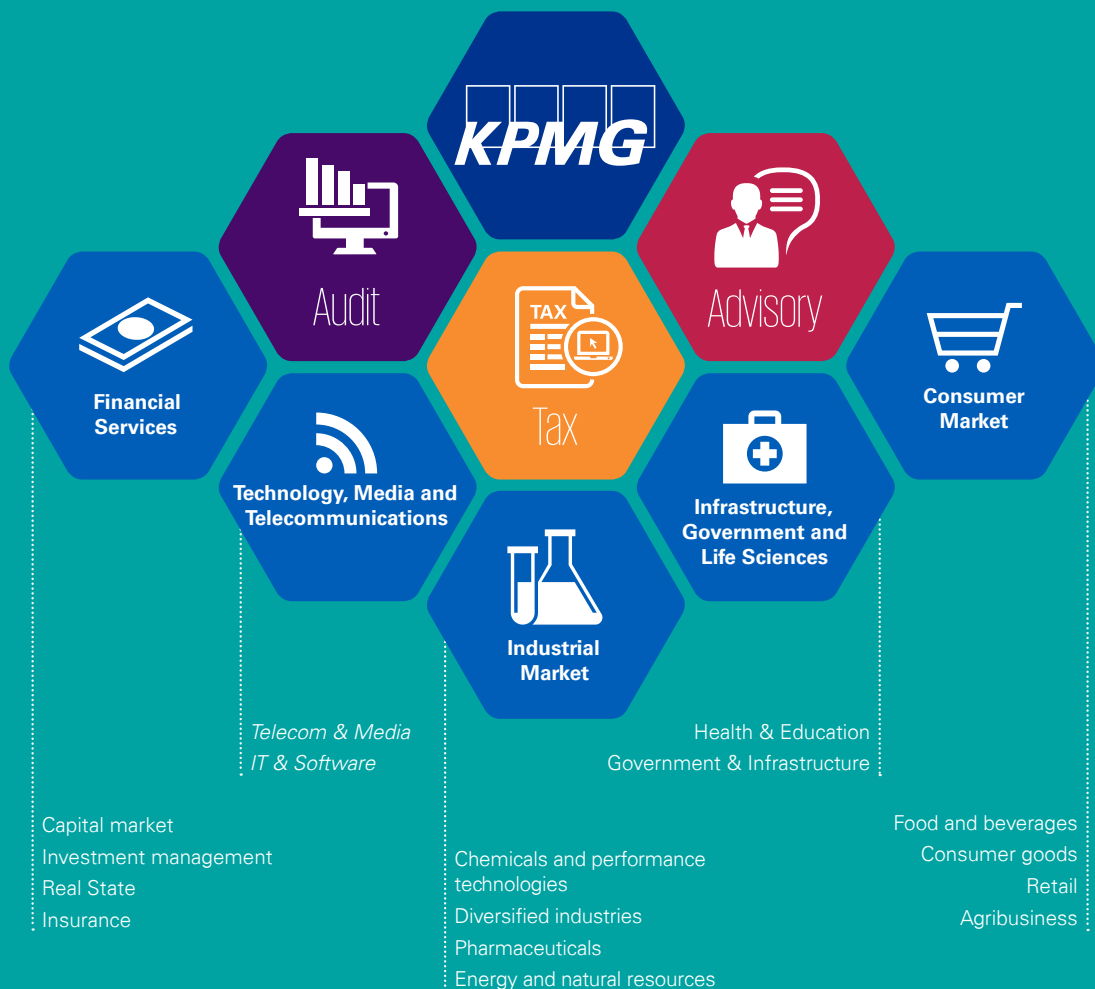 KPMG
Audit
Advisory
TAX
Tax
Financial
Services
Consumer
Market
Technology, Media and
Telecommunications
Infrastructure,
Government and
Life Sciences
Industrial
Market
Telecom & Media
IT & Software
Health & Education
Government & Infrastructure
Capital market
Investment management
Real State
Insurance
Chemicals and performance
technologies
Diversified industries
Pharmaceuticals
Energy and natural resources
Food and beverages
Consumer goods
Retail
Agribusiness